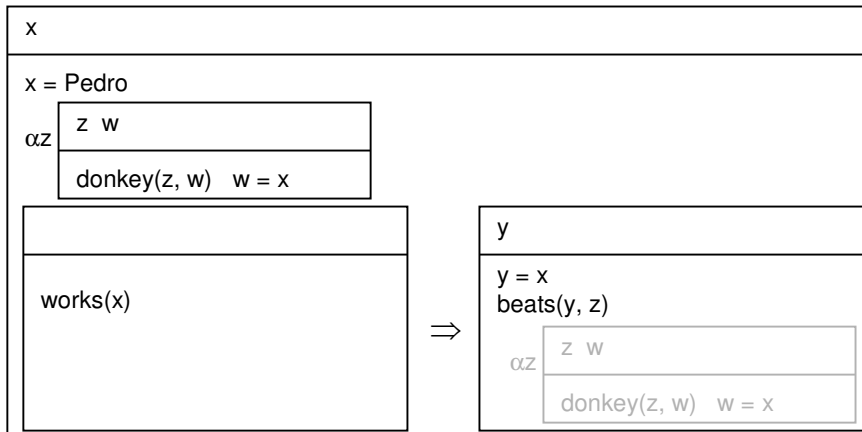 x
x = Pedro
αz
z w
donkey(z, w) w = x
y
works(x)
⇒
y = x
beats(y, z)
αz
z w
donkey(z, w) w = x